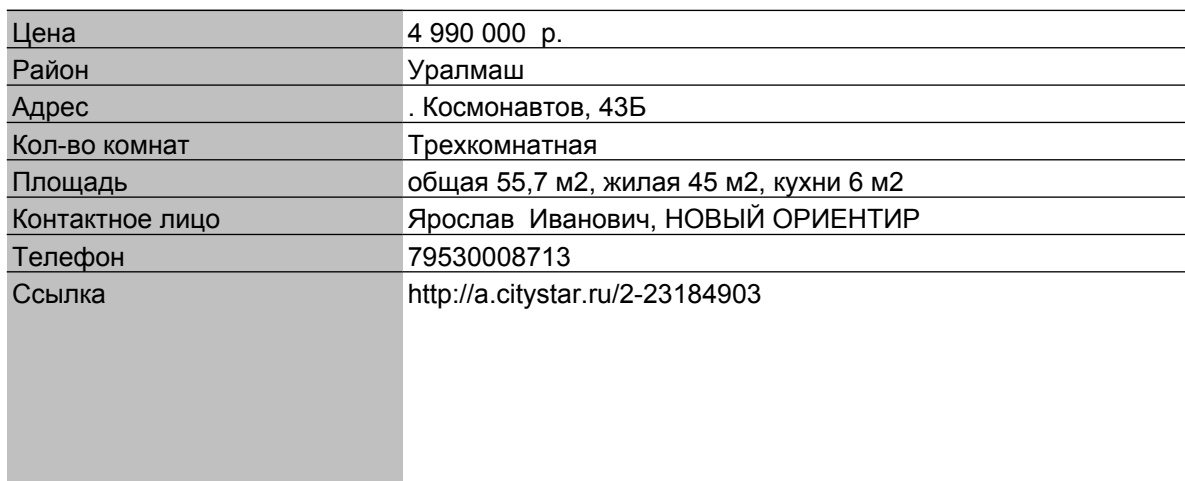 Цена 4 990 000 р.
Район Уралмаш
Адрес . Космонавтов, 43Б
Кол-во комнат Трехкомнатная
Площадь общая 55,7 м2, жилая 45 м2, кухни 6 м2
Контактное лицо Ярослав Иванович, НОВЫЙ ОРИЕНТИР
Телефон 79530008713
Ссылка http://a.citystar.ru/2-23184903